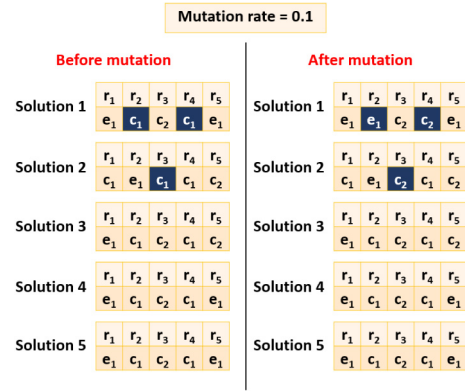 Mutation rate = 0.1
Before mutation
Solution 1
r₁ r₂ r₃ r₄ r₅
e₁ c₁ c₂ c₁ e₁
Solution 2
r₁ r₂ r₃ r₄ r₅
c₁ e₁ c₁ c₁ c₂
Solution 3
r₁ r₂ r₃ r₄ r₅
e₁ c₁ c₂ c₁ c₂
Solution 4
r₁ r₂ r₃ r₄ r₅
e₁ c₁ c₁ c₁ e₁
Solution 5
r₁ r₂ r₃ r₄ r₅
e₁ c₁ c₂ c₁ e₁
After mutation
Solution 1
r₁ r₂ r₃ r₄ r₅
e₁ e₁ c₂ c₂ e₁
Solution 2
r₁ r₂ r₃ r₄ r₅
c₁ e₁ c₂ c₁ c₂
Solution 3
r₁ r₂ r₃ r₄ r₅
e₁ c₁ c₂ c₁ c₂
Solution 4
r₁ r₂ r₃ r₄ r₅
e₁ c₁ c₁ c₁ e₁
Solution 5
r₁ r₂ r₃ r₄ r₅
e₁ c₁ c₂ c₁ e₁